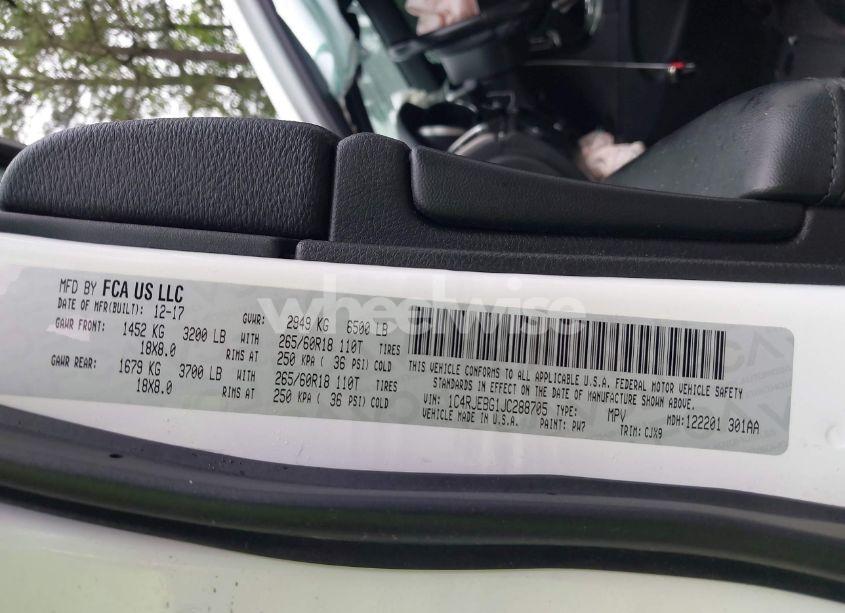 MFD BY FCA US LLC
DATE OF MFR(BUILT): 12-17
GVWR: 2949 KG 6500 LB
GAWR FRONT: 1452 KG 3200 LB WITH 265/60R18 110T TIRES
18X8.0 RIMS AT 250 KPA ( 36 PSI) COLD
GAWR REAR: 1679 KG 3700 LB WITH 265/60R18 110T TIRES
18X8.0 RIMS AT 250 KPA ( 36 PSI) COLD
THIS VEHICLE CONFORMS TO ALL APPLICABLE U.S.A. FEDERAL MOTOR VEHICLE SAFETY
STANDARDS IN EFFECT ON THE DATE OF MANUFACTURE SHOWN ABOVE.
VIN: 1C4RJEBG1JC288705 TYPE: MPV MDH: 122201 301AA
VEHICLE MADE IN U.S.A. PAINT: PW7 TRIM: CJX9
wheelwise